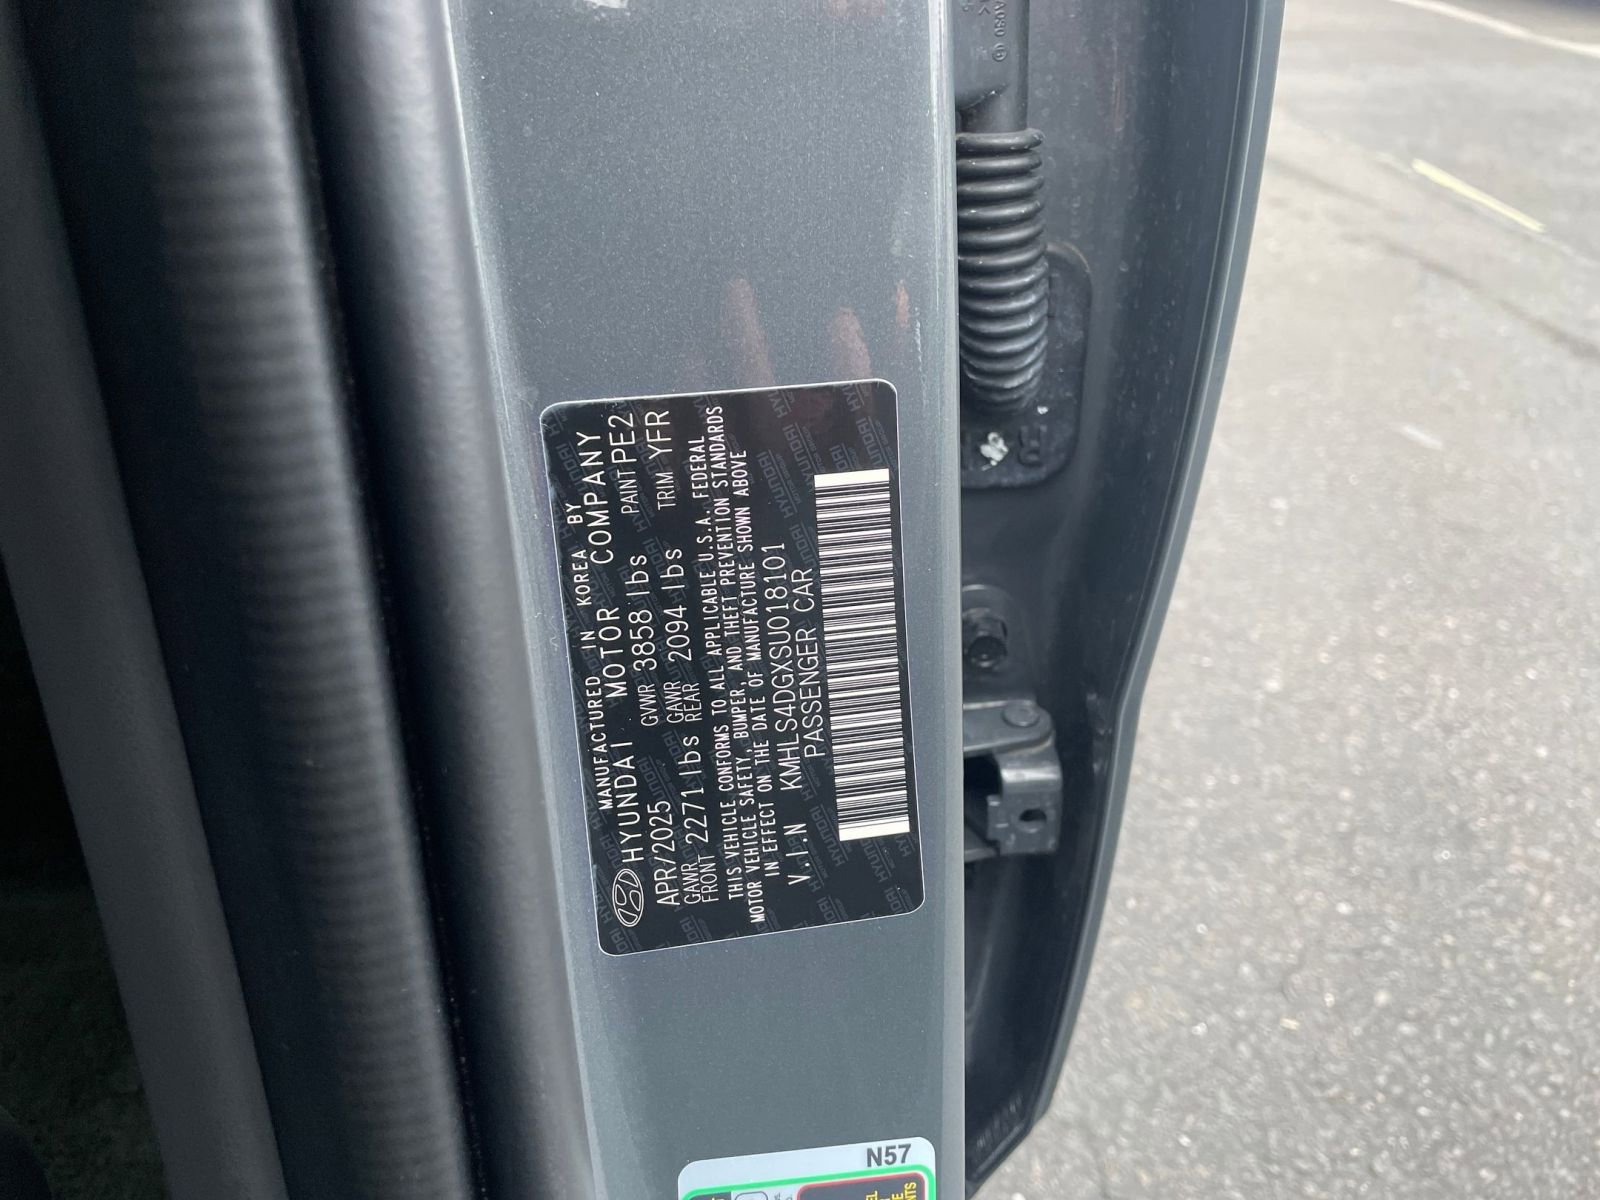 MANUFACTURED IN KOREA BY
HYUNDAI MOTOR COMPANY
APR/2025 GVWR 3858 lbs PAINT PE2
GAWR FRONT 2271 lbs GAWR REAR 2094 lbs TRIM YFR
THIS VEHICLE CONFORMS TO ALL APPLICABLE U.S.A. FEDERAL
MOTOR VEHICLE SAFETY, BUMPER, AND THEFT PREVENTION STANDARDS
IN EFFECT ON THE DATE OF MANUFACTURE SHOWN ABOVE
V.I.N KMHLS4DGXSU018101
PASSENGER CAR
N57